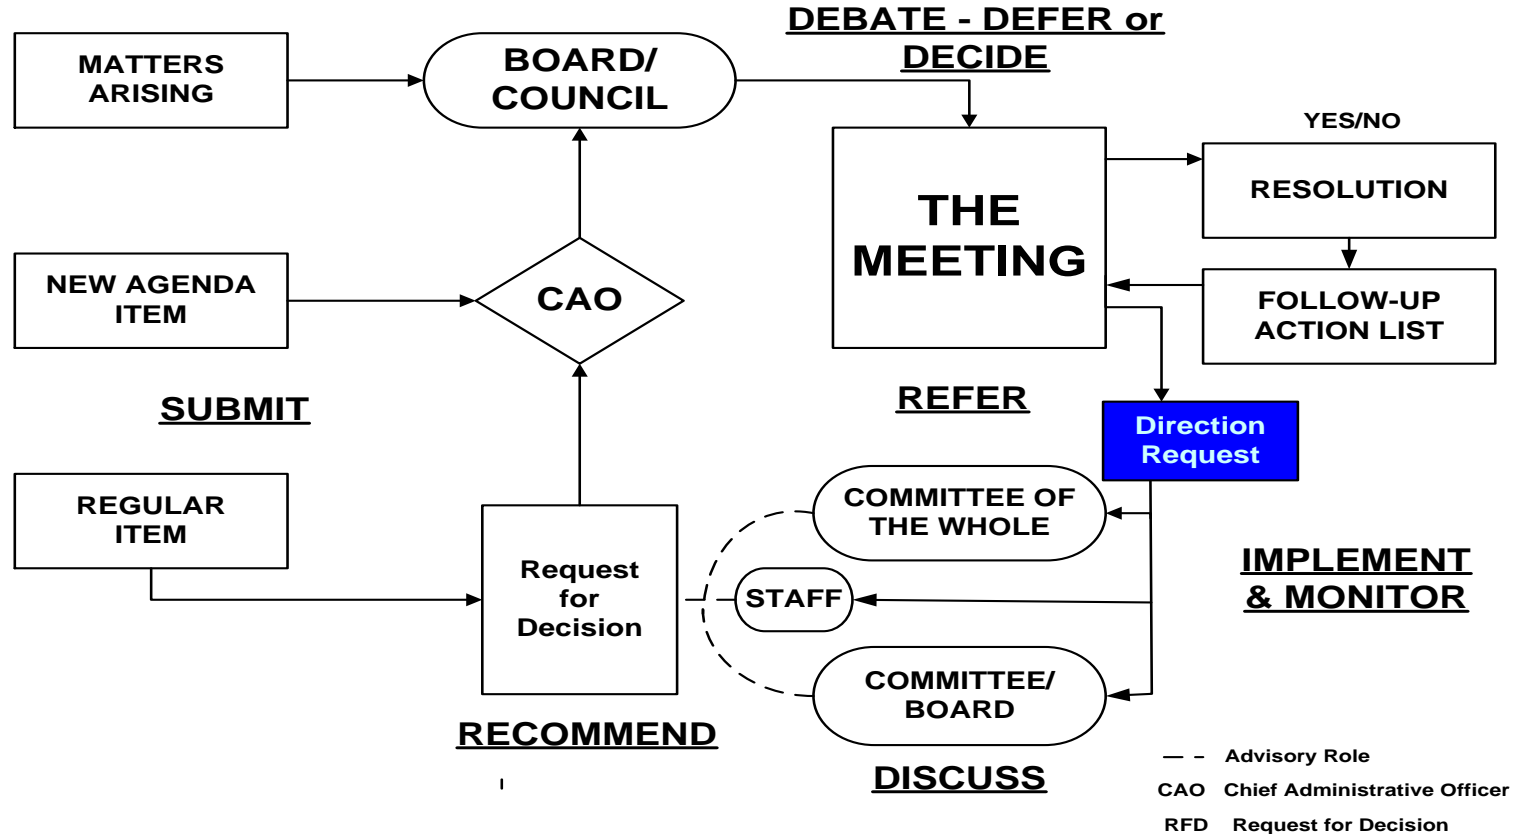 DEBATE - DEFER or
DECIDE
MATTERS
ARISING
BOARD/
COUNCIL
YES/NO
THE
MEETING
RESOLUTION
NEW AGENDA
ITEM
CAO
FOLLOW-UP
ACTION LIST
SUBMIT
REFER
Direction
Request
REGULAR
ITEM
Request
for
Decision
COMMITTEE OF
THE WHOLE
STAFF
IMPLEMENT
& MONITOR
COMMITTEE/
BOARD
RECOMMEND
DISCUSS
Advisory Role
CAO Chief Administrative Officer
RFD Request for Decision